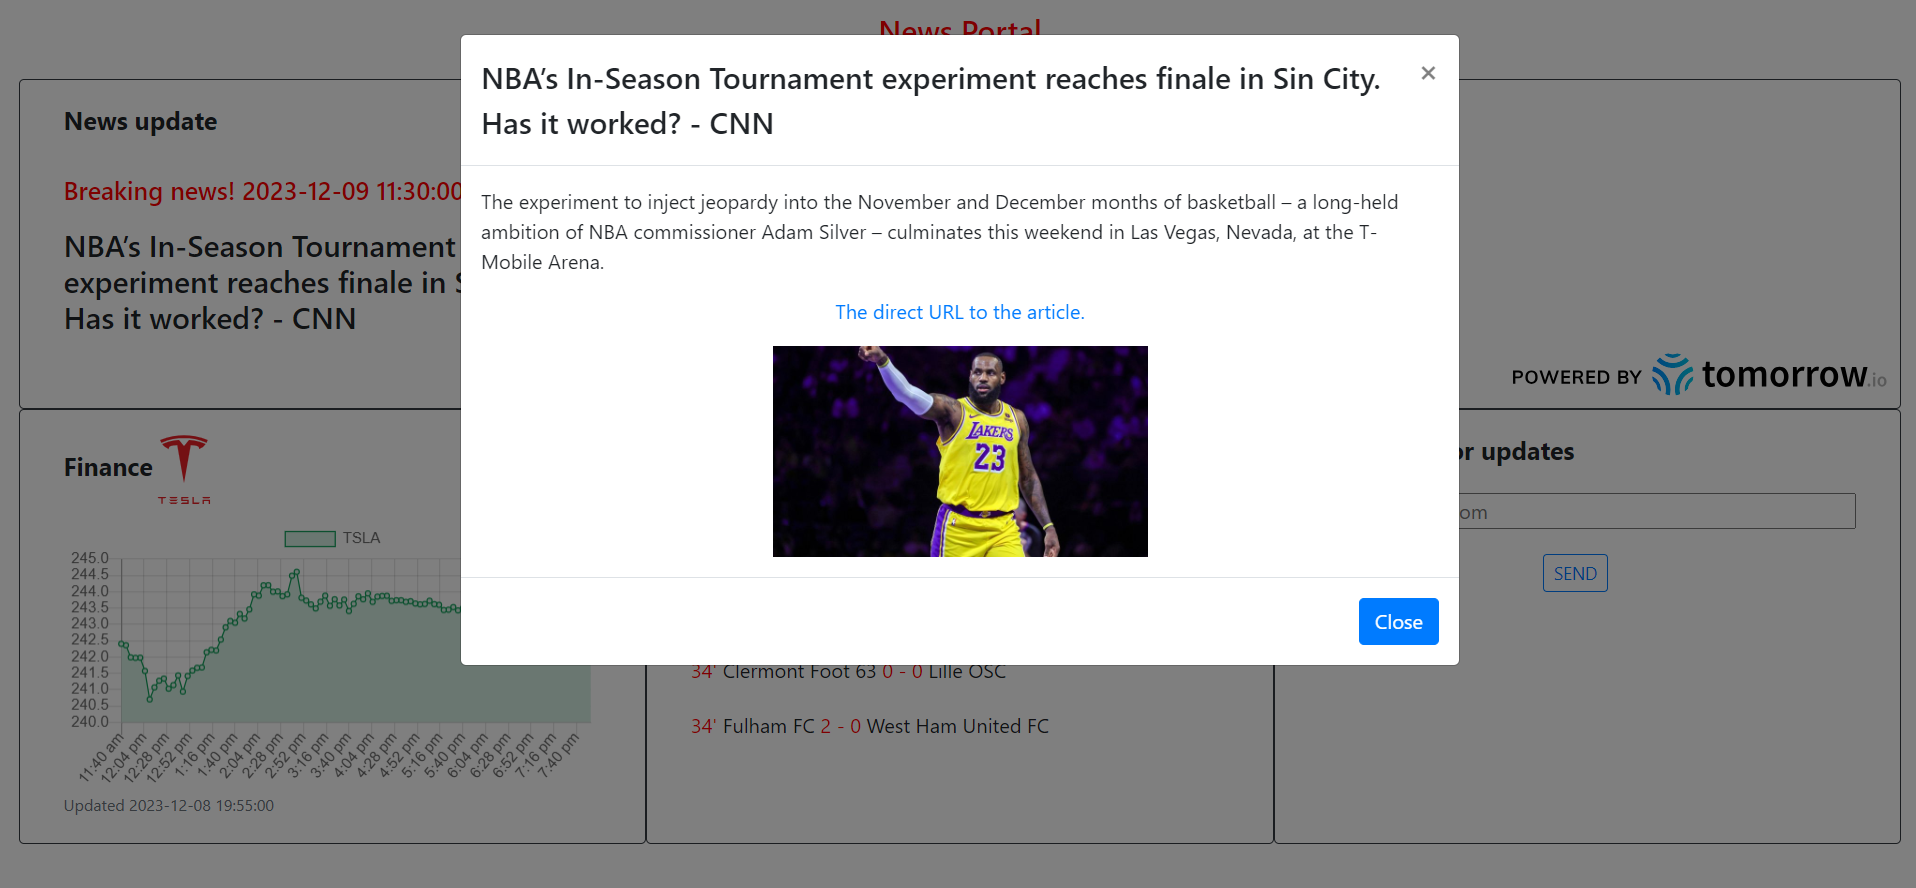 News Portal
NBA’s In-Season Tournament experiment reaches finale in Sin City.
Has it worked? - CNN
×
The experiment to inject jeopardy into the November and December months of basketball – a long-held
ambition of NBA commissioner Adam Silver – culminates this weekend in Las Vegas, Nevada, at the T-
Mobile Arena.
The direct URL to the article.
LAKERS
23
Close
News update
Breaking news! 2023-12-09 11:30:00
NBA’s In-Season Tournament
experiment reaches finale in
Has it worked? - CNN
POWERED BY tomorrow.io
Finance
TESLA
TSLA
245.0
244.5
244.0
243.5
243.0
242.5
242.0
241.5
241.0
240.5
240.0
11:40 am
12:04 pm
12:28 pm
12:52 pm
1:16 pm
1:40 pm
2:04 pm
2:28 pm
2:52 pm
3:16 pm
3:40 pm
4:04 pm
4:28 pm
4:52 pm
5:16 pm
5:40 pm
6:04 pm
6:28 pm
6:52 pm
7:16 pm
7:40 pm
Updated 2023-12-08 19:55:00
34' Clermont Foot 63 0 - 0 Lille OSC
34' Fulham FC 2 - 0 West Ham United FC
or updates
om
SEND